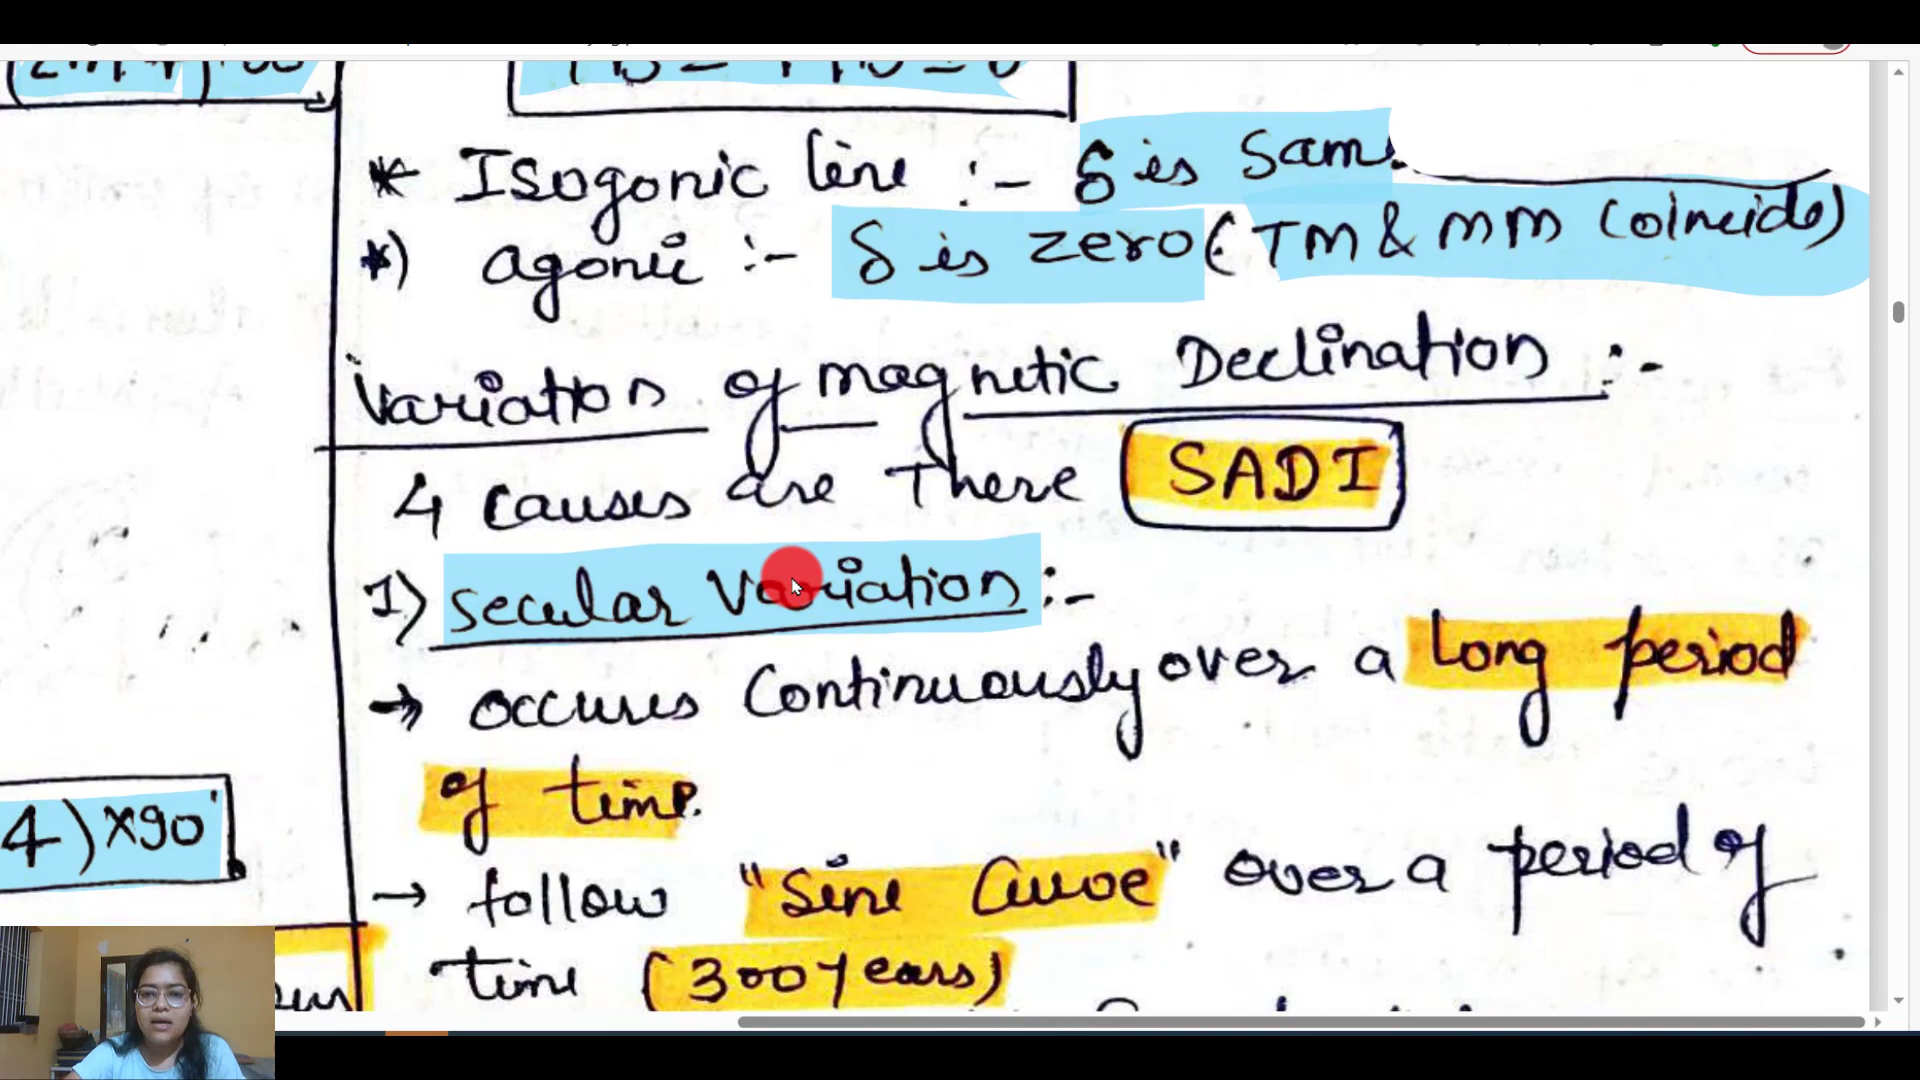 * Isogonic line :- δ is Sam
*) agonic :- δ is zero (TM & MM Coincide)
Variation of magnetic Declination :-
4 causes are There SADI
1) Secular Variation :-
→ occures Continuously over a long period
of time.
→ follow "Sine Curve" over a period of
time (300 years)
4) x90°